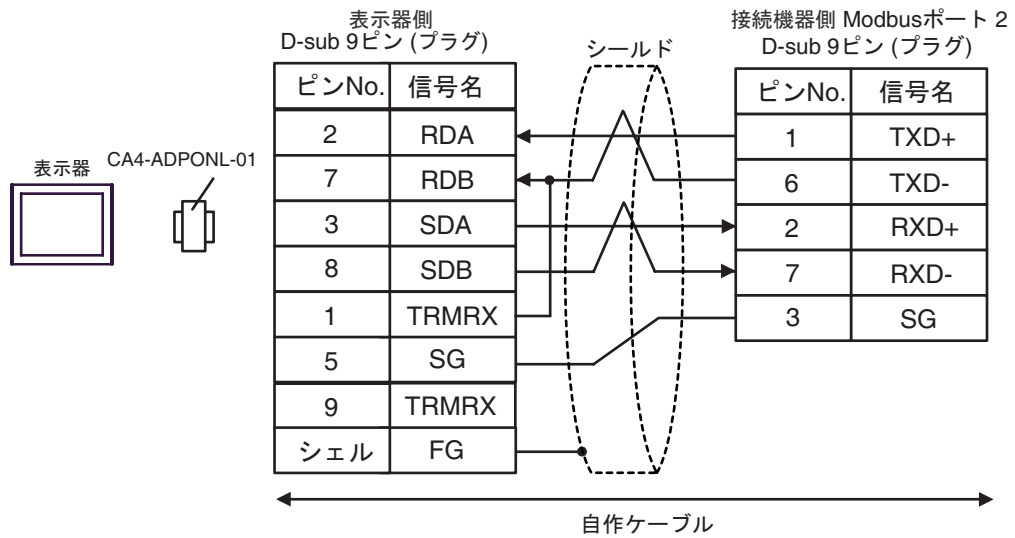 表示器側
D-sub 9ピン (プラグ)
シールド
接続機器側 Modbusポート 2
D-sub 9ピン (プラグ)
表示器
CA4-ADPONL-01
ピンNo. 信号名
2 RDA
7 RDB
3 SDA
8 SDB
1 TRMRX
5 SG
9 TRMRX
シェル FG
ピンNo. 信号名
1 TXD+
6 TXD-
2 RXD+
7 RXD-
3 SG
自作ケーブル